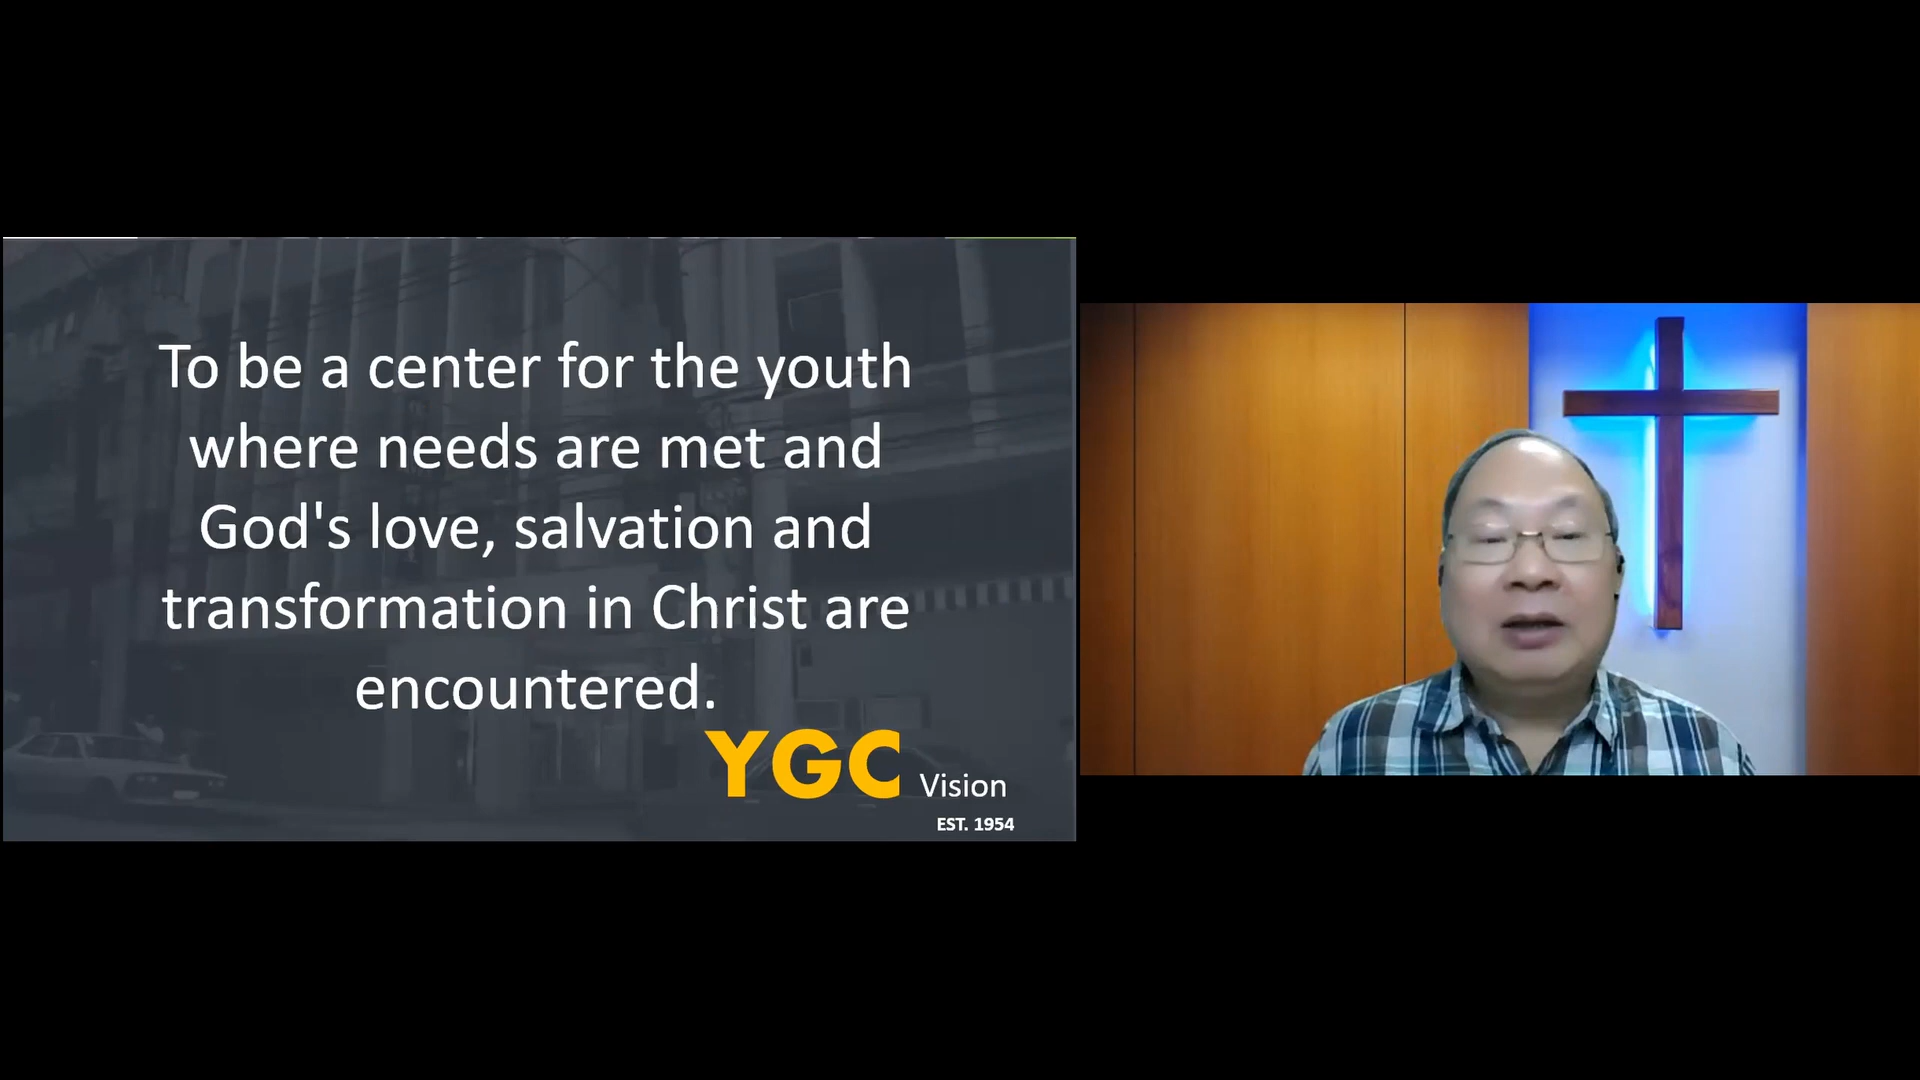 To be a center for the youth
where needs are met and
God's love, salvation and
transformation in Christ are
encountered.
YGC Vision
EST. 1954